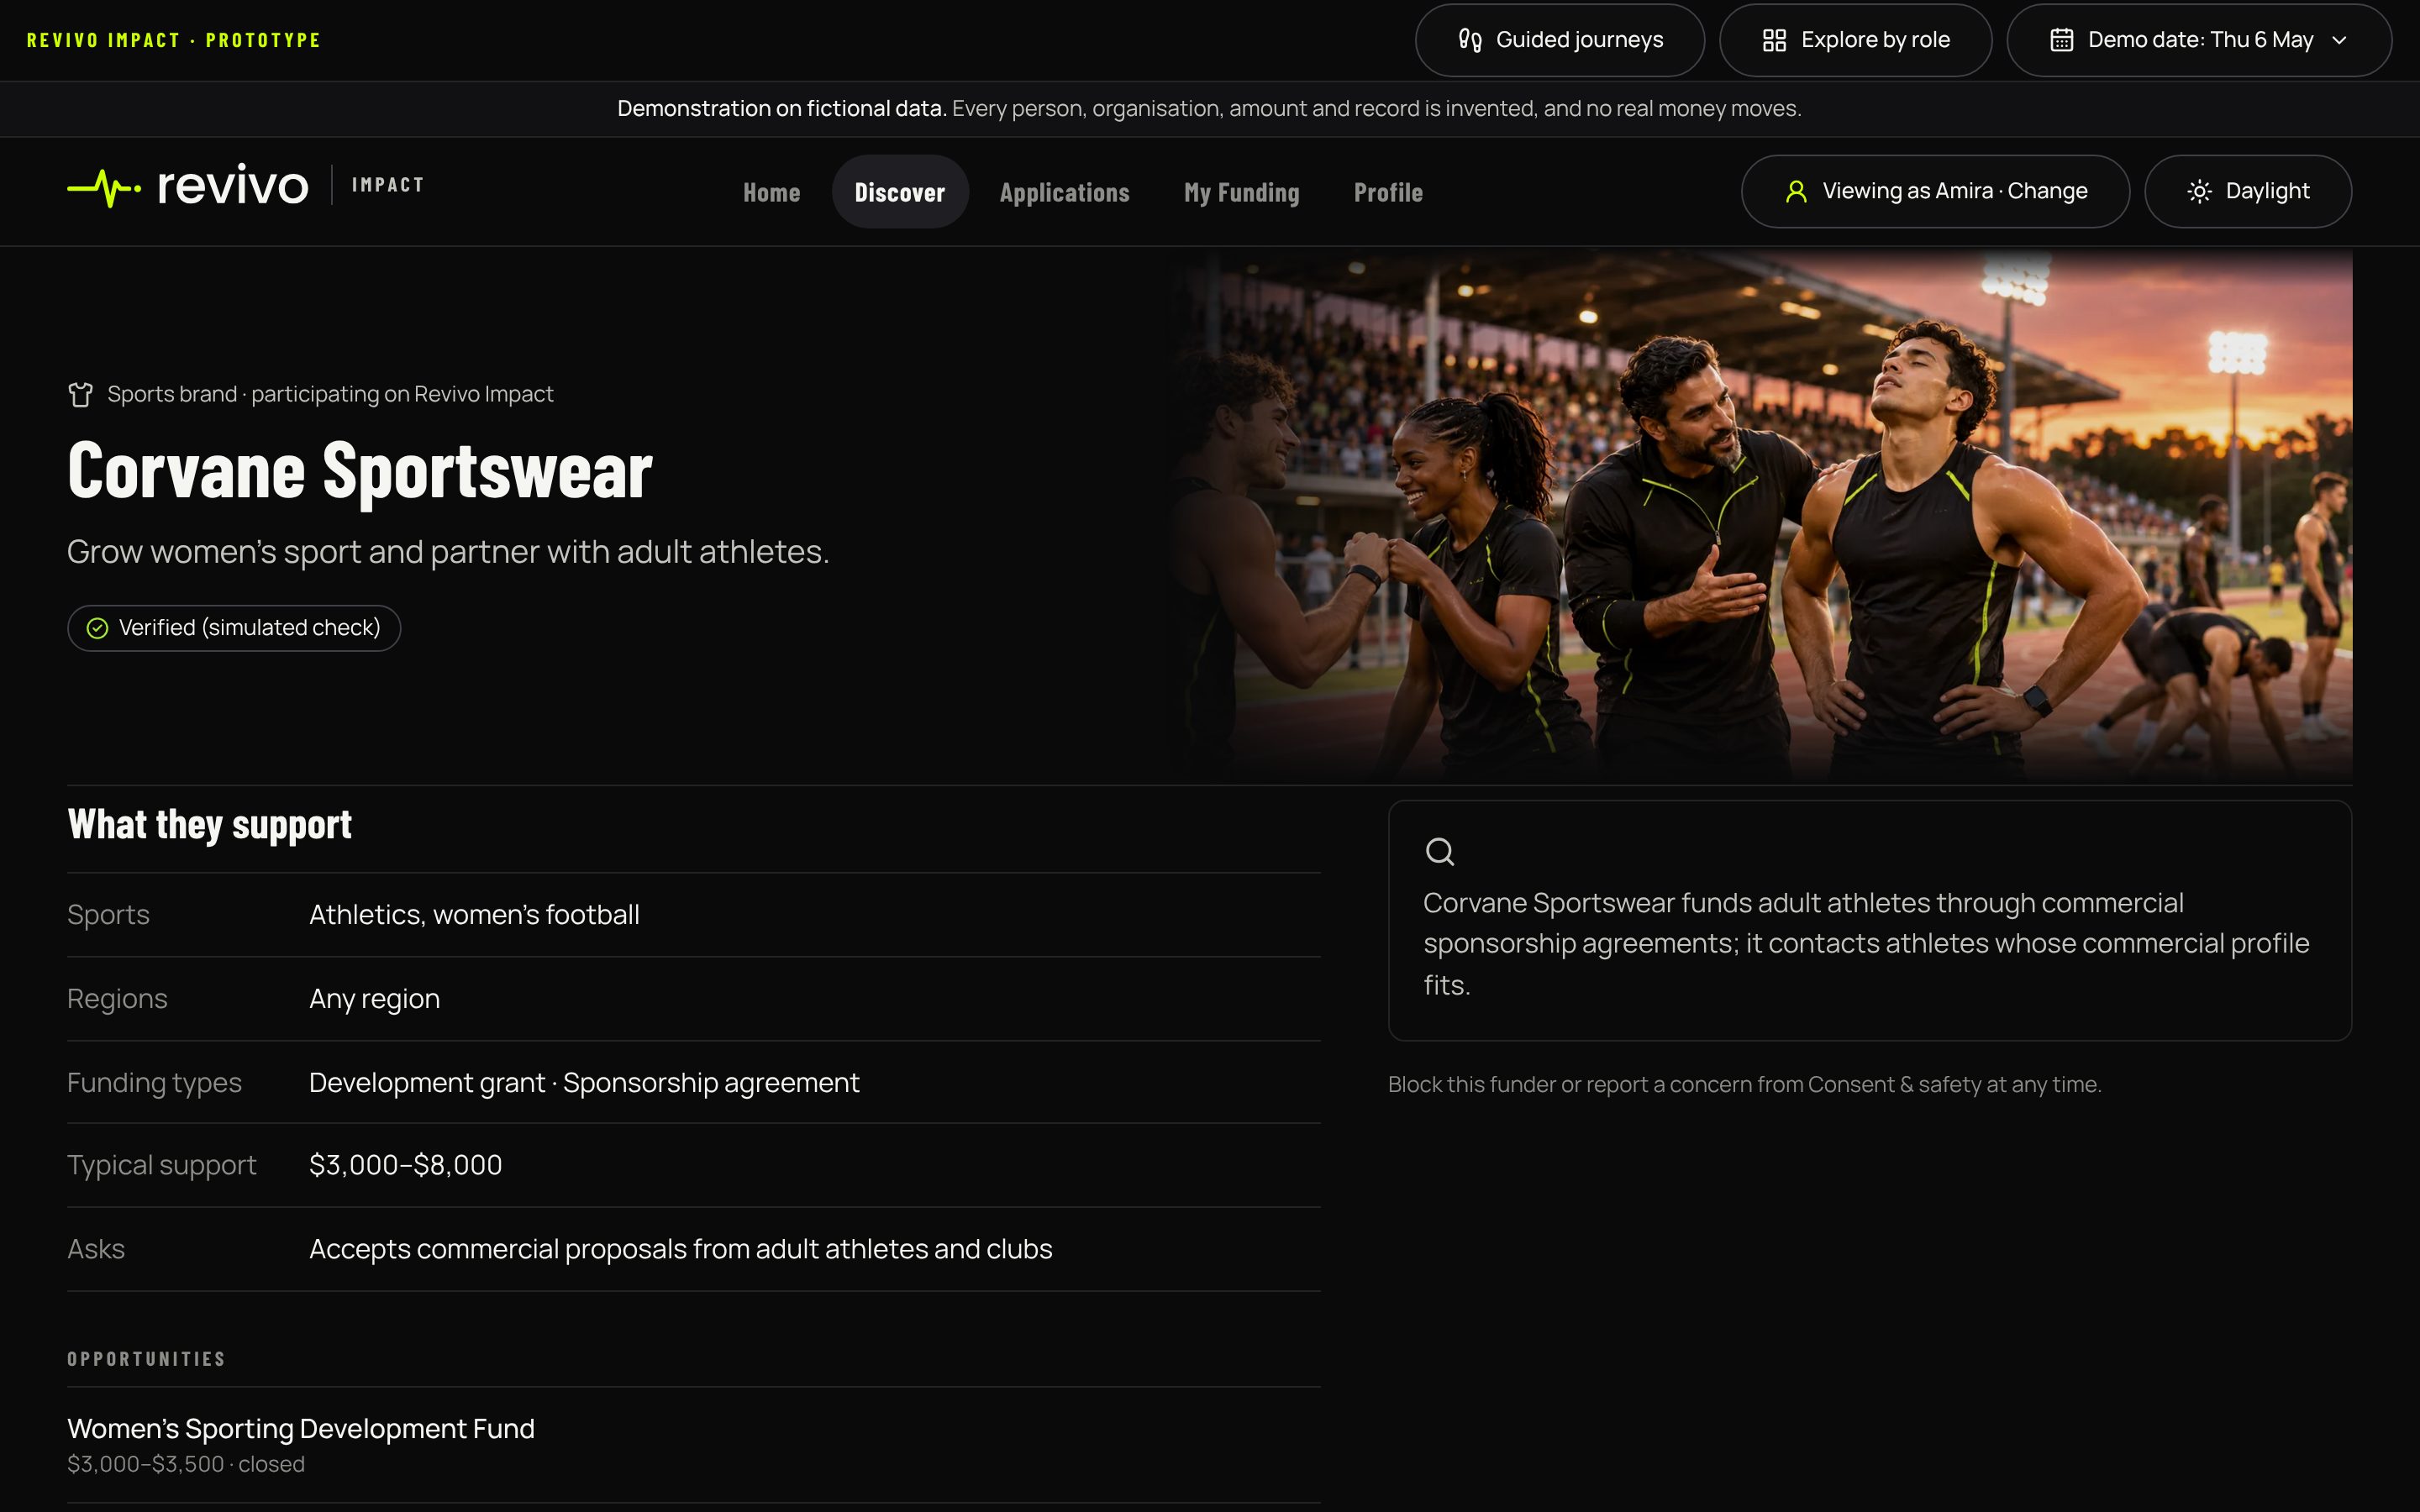 REVIVO IMPACT · PROTOTYPE
Guided journeys
Explore by role
Demo date: Thu 6 May
Demonstration on fictional data. Every person, organisation, amount and record is invented, and no real money moves.
revivo
IMPACT
Home
Discover
Applications
My Funding
Profile
Viewing as Amira · Change
Daylight
Sports brand · participating on Revivo Impact
Corvane Sportswear
Grow women’s sport and partner with adult athletes.
Verified (simulated check)
What they support
Sports
Athletics, women’s football
Regions
Any region
Funding types
Development grant · Sponsorship agreement
Typical support
$3,000–$8,000
Asks
Accepts commercial proposals from adult athletes and clubs
OPPORTUNITIES
Women’s Sporting Development Fund
$3,000–$3,500 · closed
Corvane Sportswear funds adult athletes through commercial
sponsorship agreements; it contacts athletes whose commercial profile
fits.
Block this funder or report a concern from Consent & safety at any time.